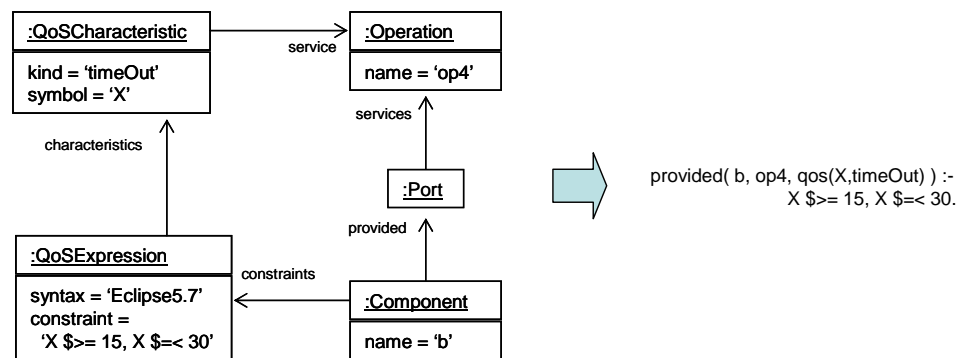 :QoSCharacteristic
kind = ‘timeOut’
symbol = ‘X’
service
:Operation
name = ‘op4’
services
characteristics
:Port
provided( b, op4, qos(X,timeOut) ) :-
X $>= 15, X $=< 30.
provided
:QoSExpression
syntax = ‘Eclipse5.7’
constraint =
‘X $>= 15, X $=< 30’
constraints
:Component
name = ‘b’